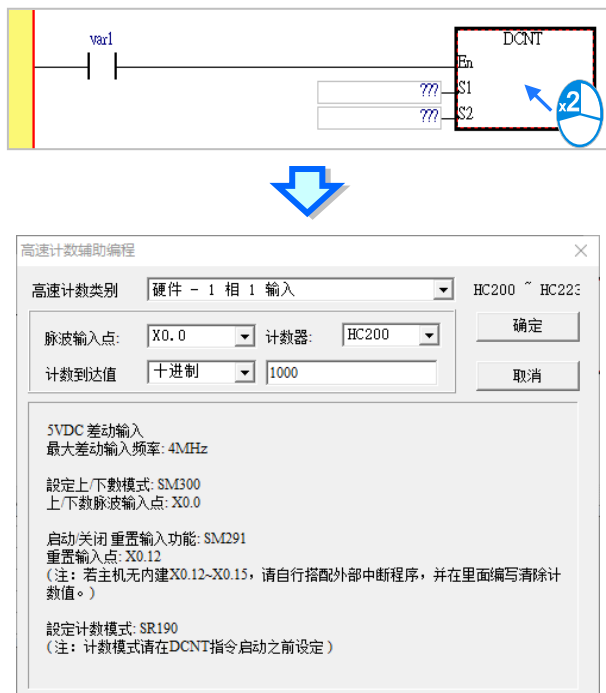 var1
DCNT
En
??? S1
??? S2
x2
高速计数辅助编程
高速计数类别 硬件 - 1 相 1 输入 HC200 ~ HC223
脉波输入点: X0.0 计数器: HC200 确定
计数到达值 十进制 1000 取消
5VDC 差动输入
最大差动输入频率: 4MHz
設定上/下數模式: SM300
上/下数脉波输入点: X0.0
启动/关闭 重置输入功能: SM291
重置输入点: X0.12
(注：若主机无内建X0.12~X0.15，请自行搭配外部中断程序，并在里面编写清除计
数值。)
設定计数模式: SR190
(注：计数模式请在DCNT指令启动之前设定)